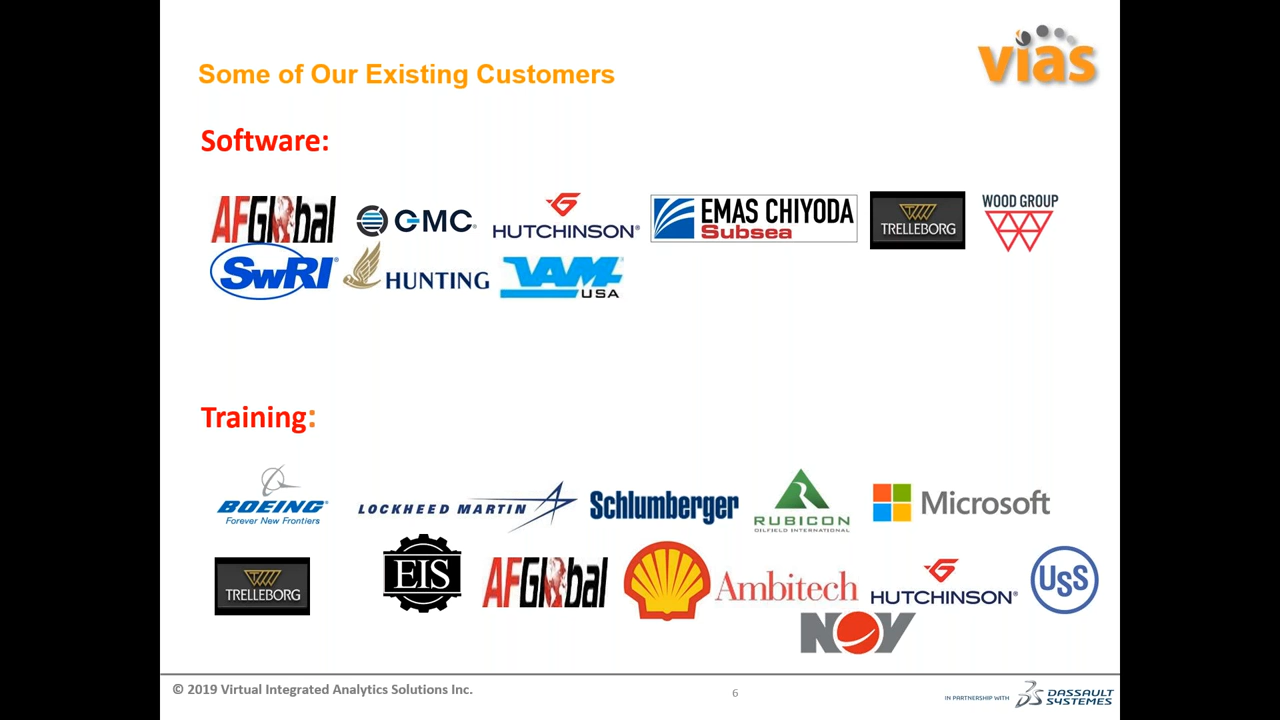 vias
Some of Our Existing Customers
Software:
AFGlobal
GMC
HUTCHINSON®
EMAS CHIYODA
Subsea
TRELLEBORG
WOOD GROUP
SwRI®
HUNTING
VAM
USA
Training:
BOEING®
Forever New Frontiers
LOCKHEED MARTIN
Schlumberger
RUBICON
OILFIELD INTERNATIONAL
Microsoft
TRELLEBORG
EIS
AFGlobal
Ambitech
HUTCHINSON®
USS
NOV
© 2019 Virtual Integrated Analytics Solutions Inc.
6
IN PARTNERSHIP WITH
DASSAULT
SYSTEMES